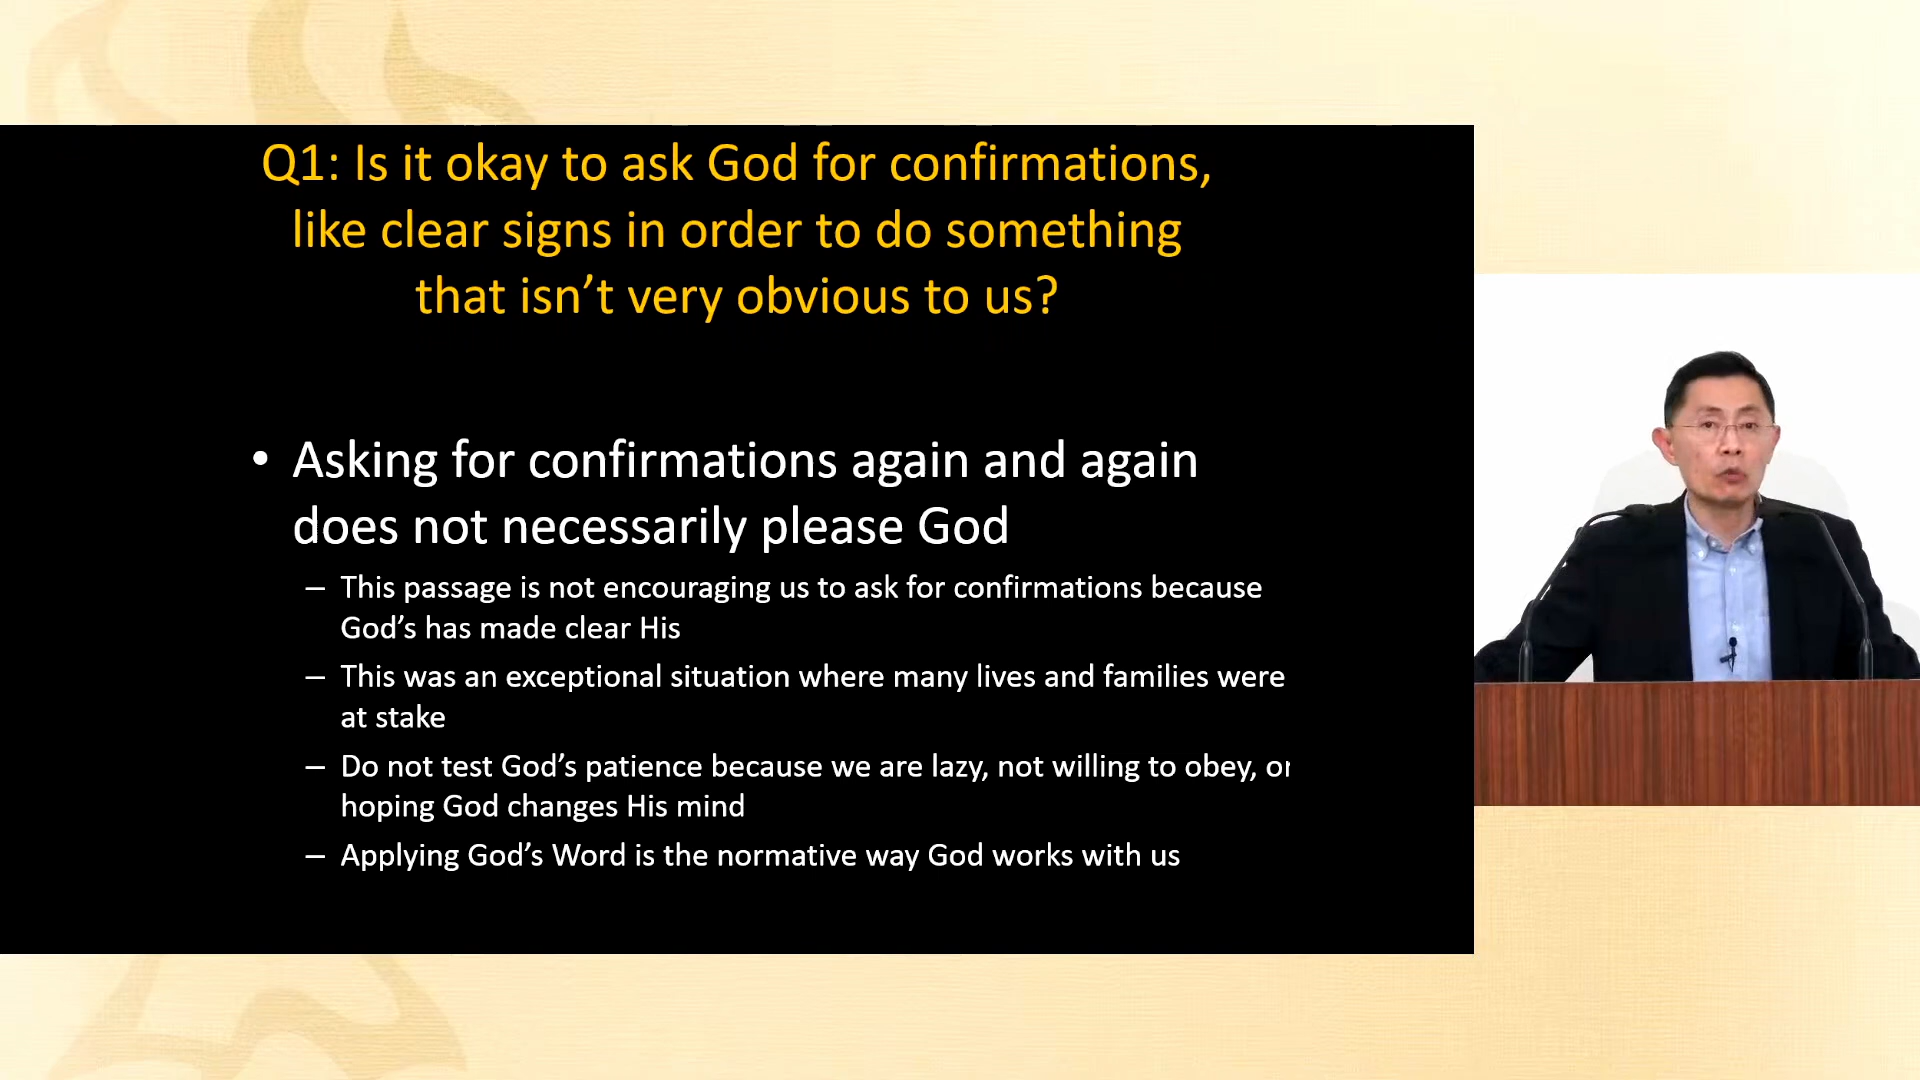 Q1: Is it okay to ask God for confirmations,
like clear signs in order to do something
that isn’t very obvious to us?
• Asking for confirmations again and again
does not necessarily please God
– This passage is not encouraging us to ask for confirmations because
God’s has made clear His
– This was an exceptional situation where many lives and families were
at stake
– Do not test God’s patience because we are lazy, not willing to obey, or
hoping God changes His mind
– Applying God’s Word is the normative way God works with us